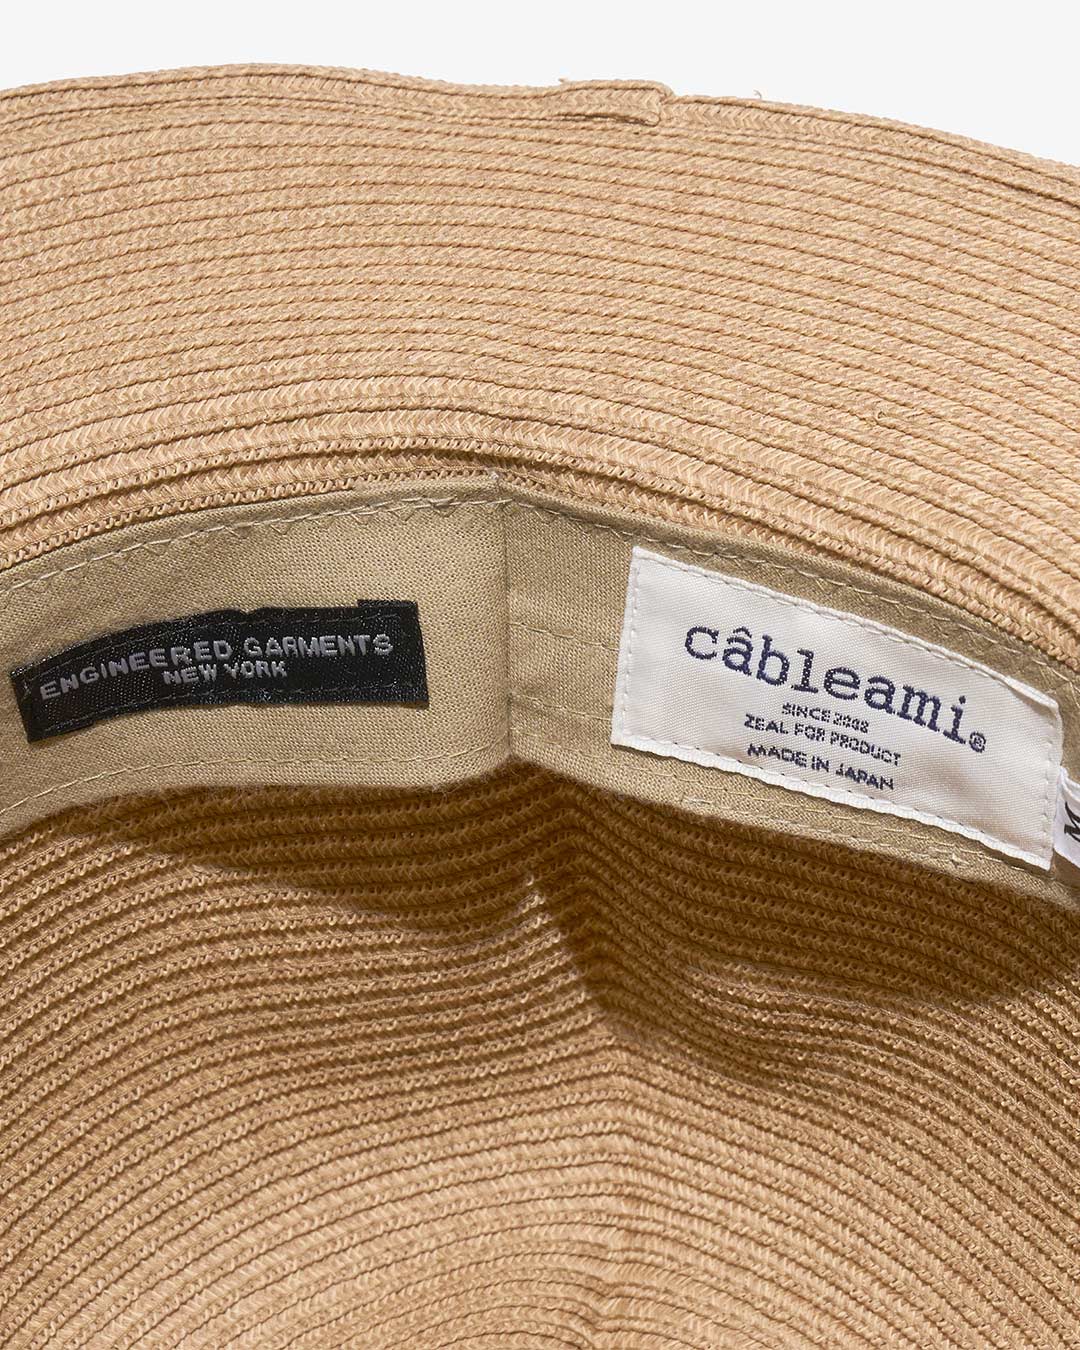 ENGINEERED GARMENTS
NEW YORK
câbleami®
SINCE 2008
ZEAL FOR PRODUCT
MADE IN JAPAN
M